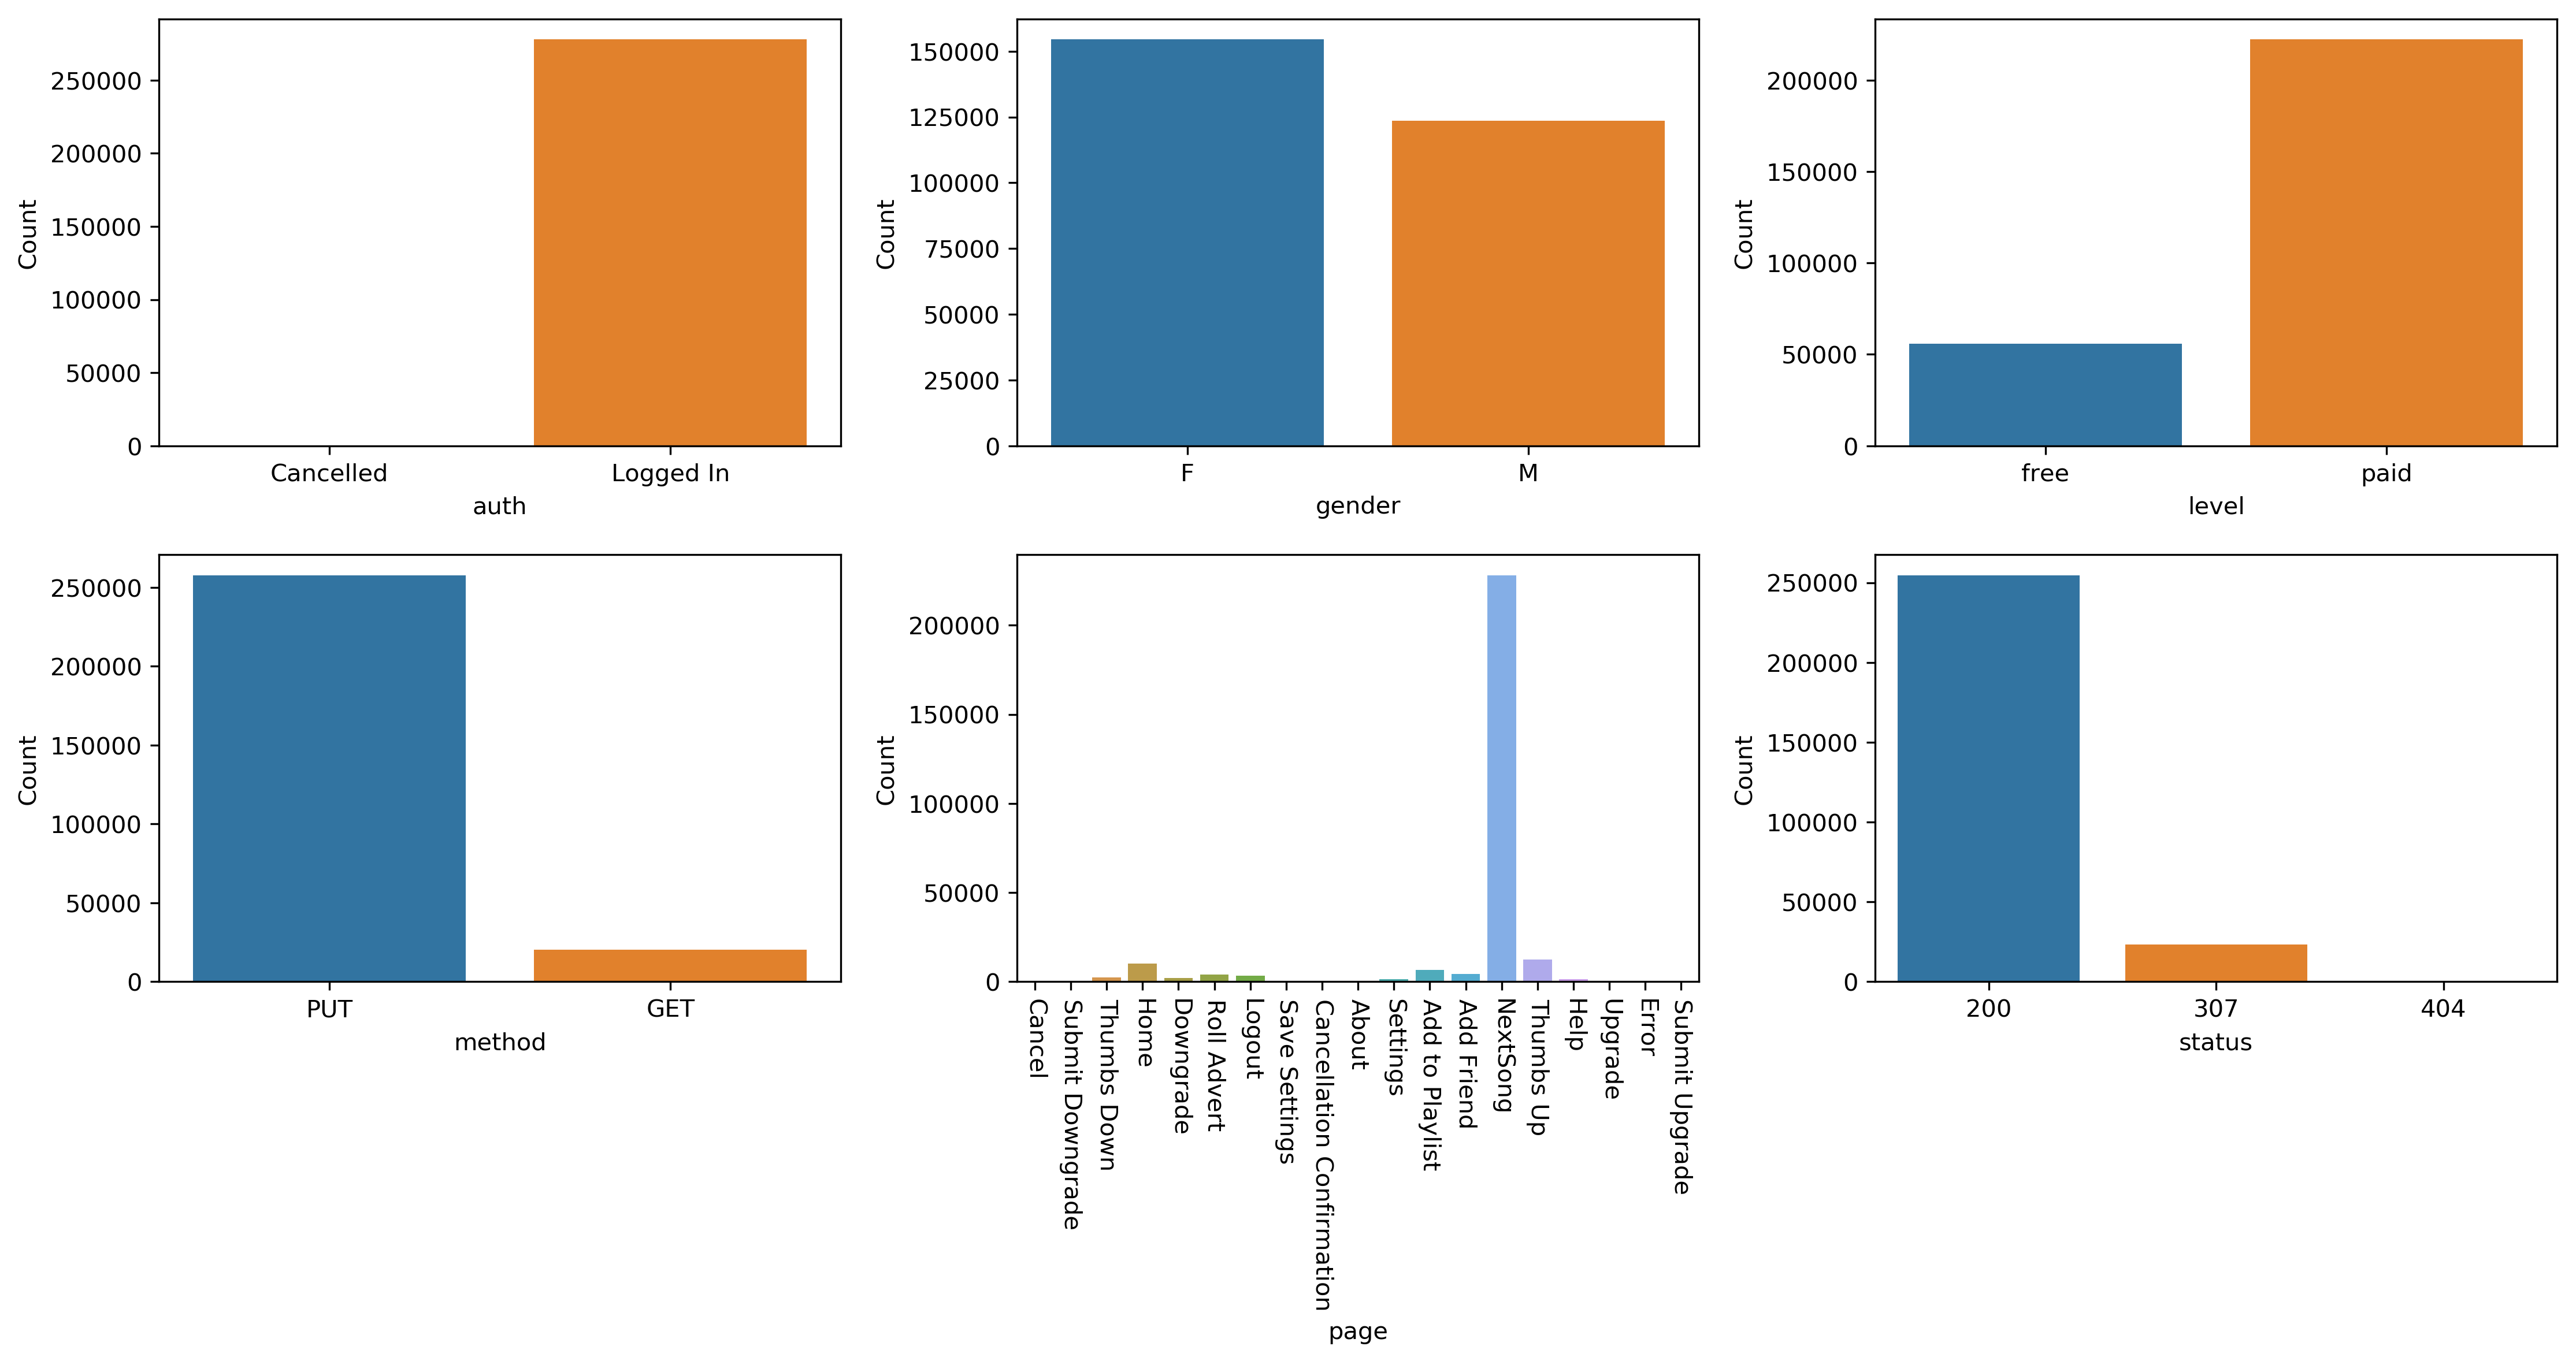 250000
200000
150000
100000
50000
0
Count
Cancelled
Logged In
auth
150000
125000
100000
75000
50000
25000
0
Count
F
M
gender
200000
150000
100000
50000
0
Count
free
paid
level
250000
200000
150000
100000
50000
0
Count
PUT
GET
method
200000
150000
100000
50000
0
Count
Cancel
Submit Downgrade
Thumbs Down
Home
Downgrade
Roll Advert
Logout
Save Settings
Cancellation Confirmation
About
Settings
Add to Playlist
Add Friend
NextSong
Thumbs Up
Help
Upgrade
Error
Submit Upgrade
page
250000
200000
150000
100000
50000
0
Count
200
307
404
status